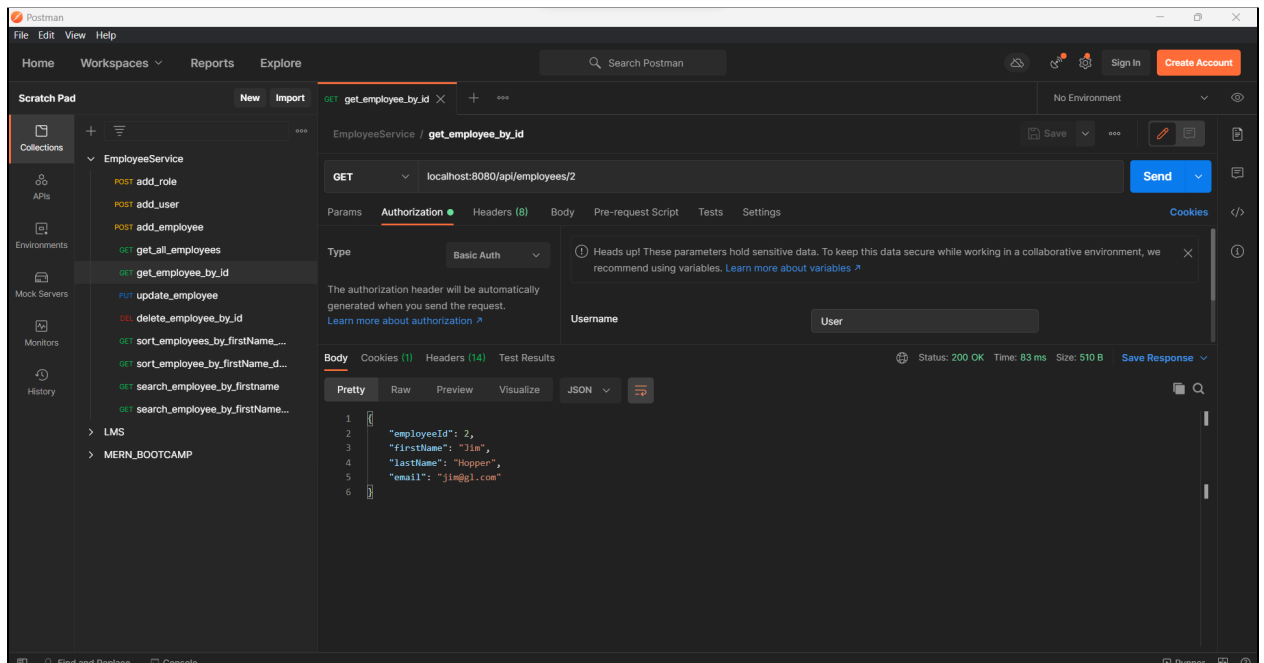 Postman
File Edit View Help
Home Workspaces Reports Explore Search Postman Sign In Create Account
Scratch Pad New Import GET get_employee_by_id No Environment
Collections
APIs
Environments
Mock Servers
Monitors
History
EmployeeService
POST add_role
POST add_user
POST add_employee
GET get_all_employees
GET get_employee_by_id
PUT update_employee
DEL delete_employee_by_id
GET sort_employees_by_firstName_...
GET sort_employee_by_firstName_d...
GET search_employee_by_firstname
GET search_employee_by_firstName...
LMS
MERN_BOOTCAMP
EmployeeService / get_employee_by_id Save
GET localhost:8080/api/employees/2 Send
Params Authorization Headers (8) Body Pre-request Script Tests Settings Cookies
Type Basic Auth
The authorization header will be automatically
generated when you send the request.
Learn more about authorization ↗
Heads up! These parameters hold sensitive data. To keep this data secure while working in a collaborative environment, we
recommend using variables. Learn more about variables ↗
Username User
Body Cookies (1) Headers (14) Test Results Status: 200 OK Time: 83 ms Size: 510 B Save Response
Pretty Raw Preview Visualize JSON
1 {
2 "employeeId": 2,
3 "firstName": "Jim",
4 "lastName": "Hopper",
5 "email": "jim@gl.com"
6 }
Find and Replace Console Runner